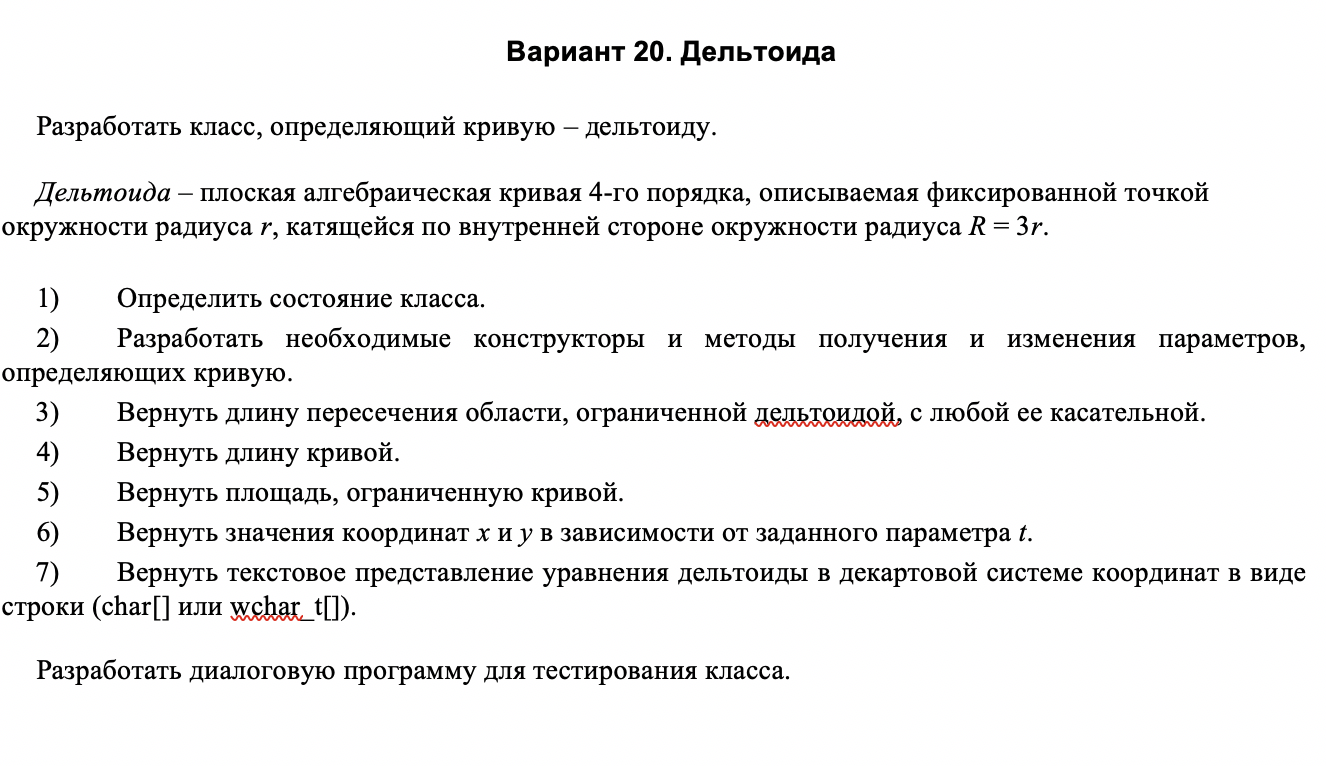 Вариант 20. Дельтоида
Разработать класс, определяющий кривую – дельтоиду.
Дельтоида – плоская алгебраическая кривая 4-го порядка, описываемая фиксированной точкой
окружности радиуса r, катящейся по внутренней стороне окружности радиуса R = 3r.
1) Определить состояние класса.
2) Разработать необходимые конструкторы и методы получения и изменения параметров,
определяющих кривую.
3) Вернуть длину пересечения области, ограниченной дельтоидой, с любой ее касательной.
4) Вернуть длину кривой.
5) Вернуть площадь, ограниченную кривой.
6) Вернуть значения координат x и y в зависимости от заданного параметра t.
7) Вернуть текстовое представление уравнения дельтоиды в декартовой системе координат в виде
строки (char[] или wchar_t[]).
Разработать диалоговую программу для тестирования класса.